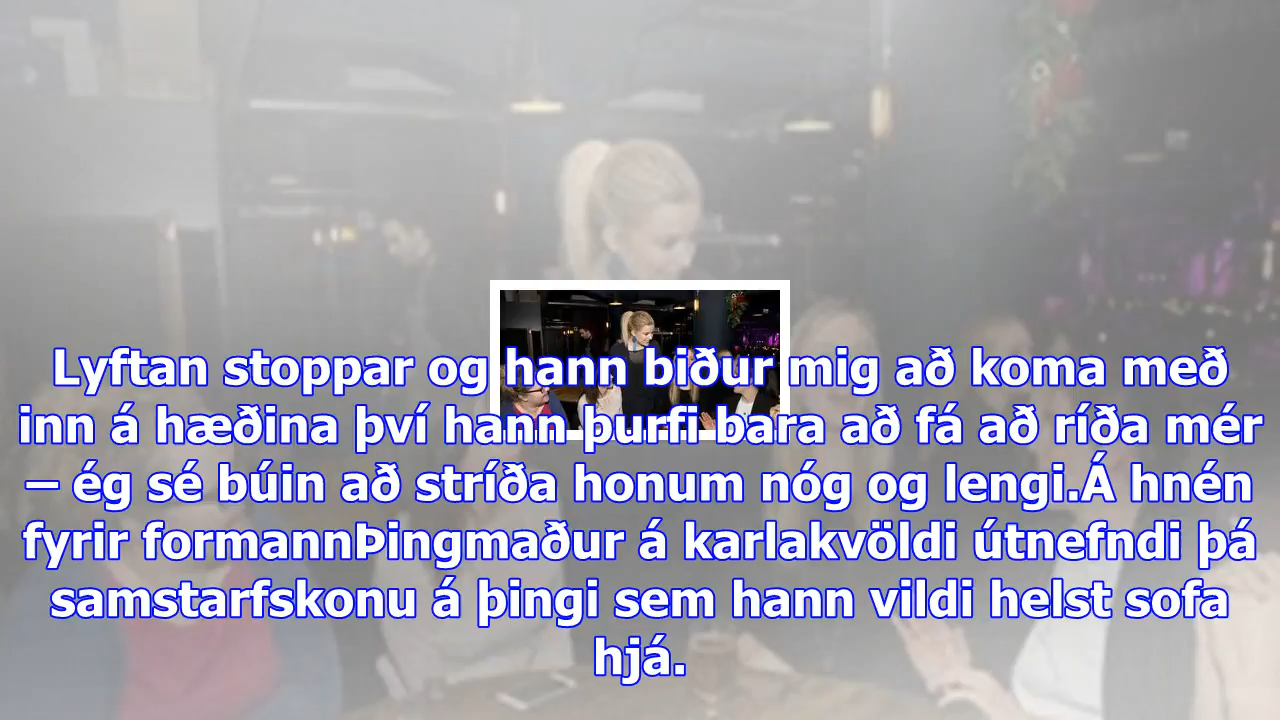 Lyftan stoppar og hann biður mig að koma með
inn á hæðina því hann þurfi bara að fá að ríða mér
– ég sé búin að stríða honum nóg og lengi.Á hnén
fyrir formannÞingmaður á karlakvöldi útnefndi þá
samstarfskonu á þingi sem hann vildi helst sofa
hjá.